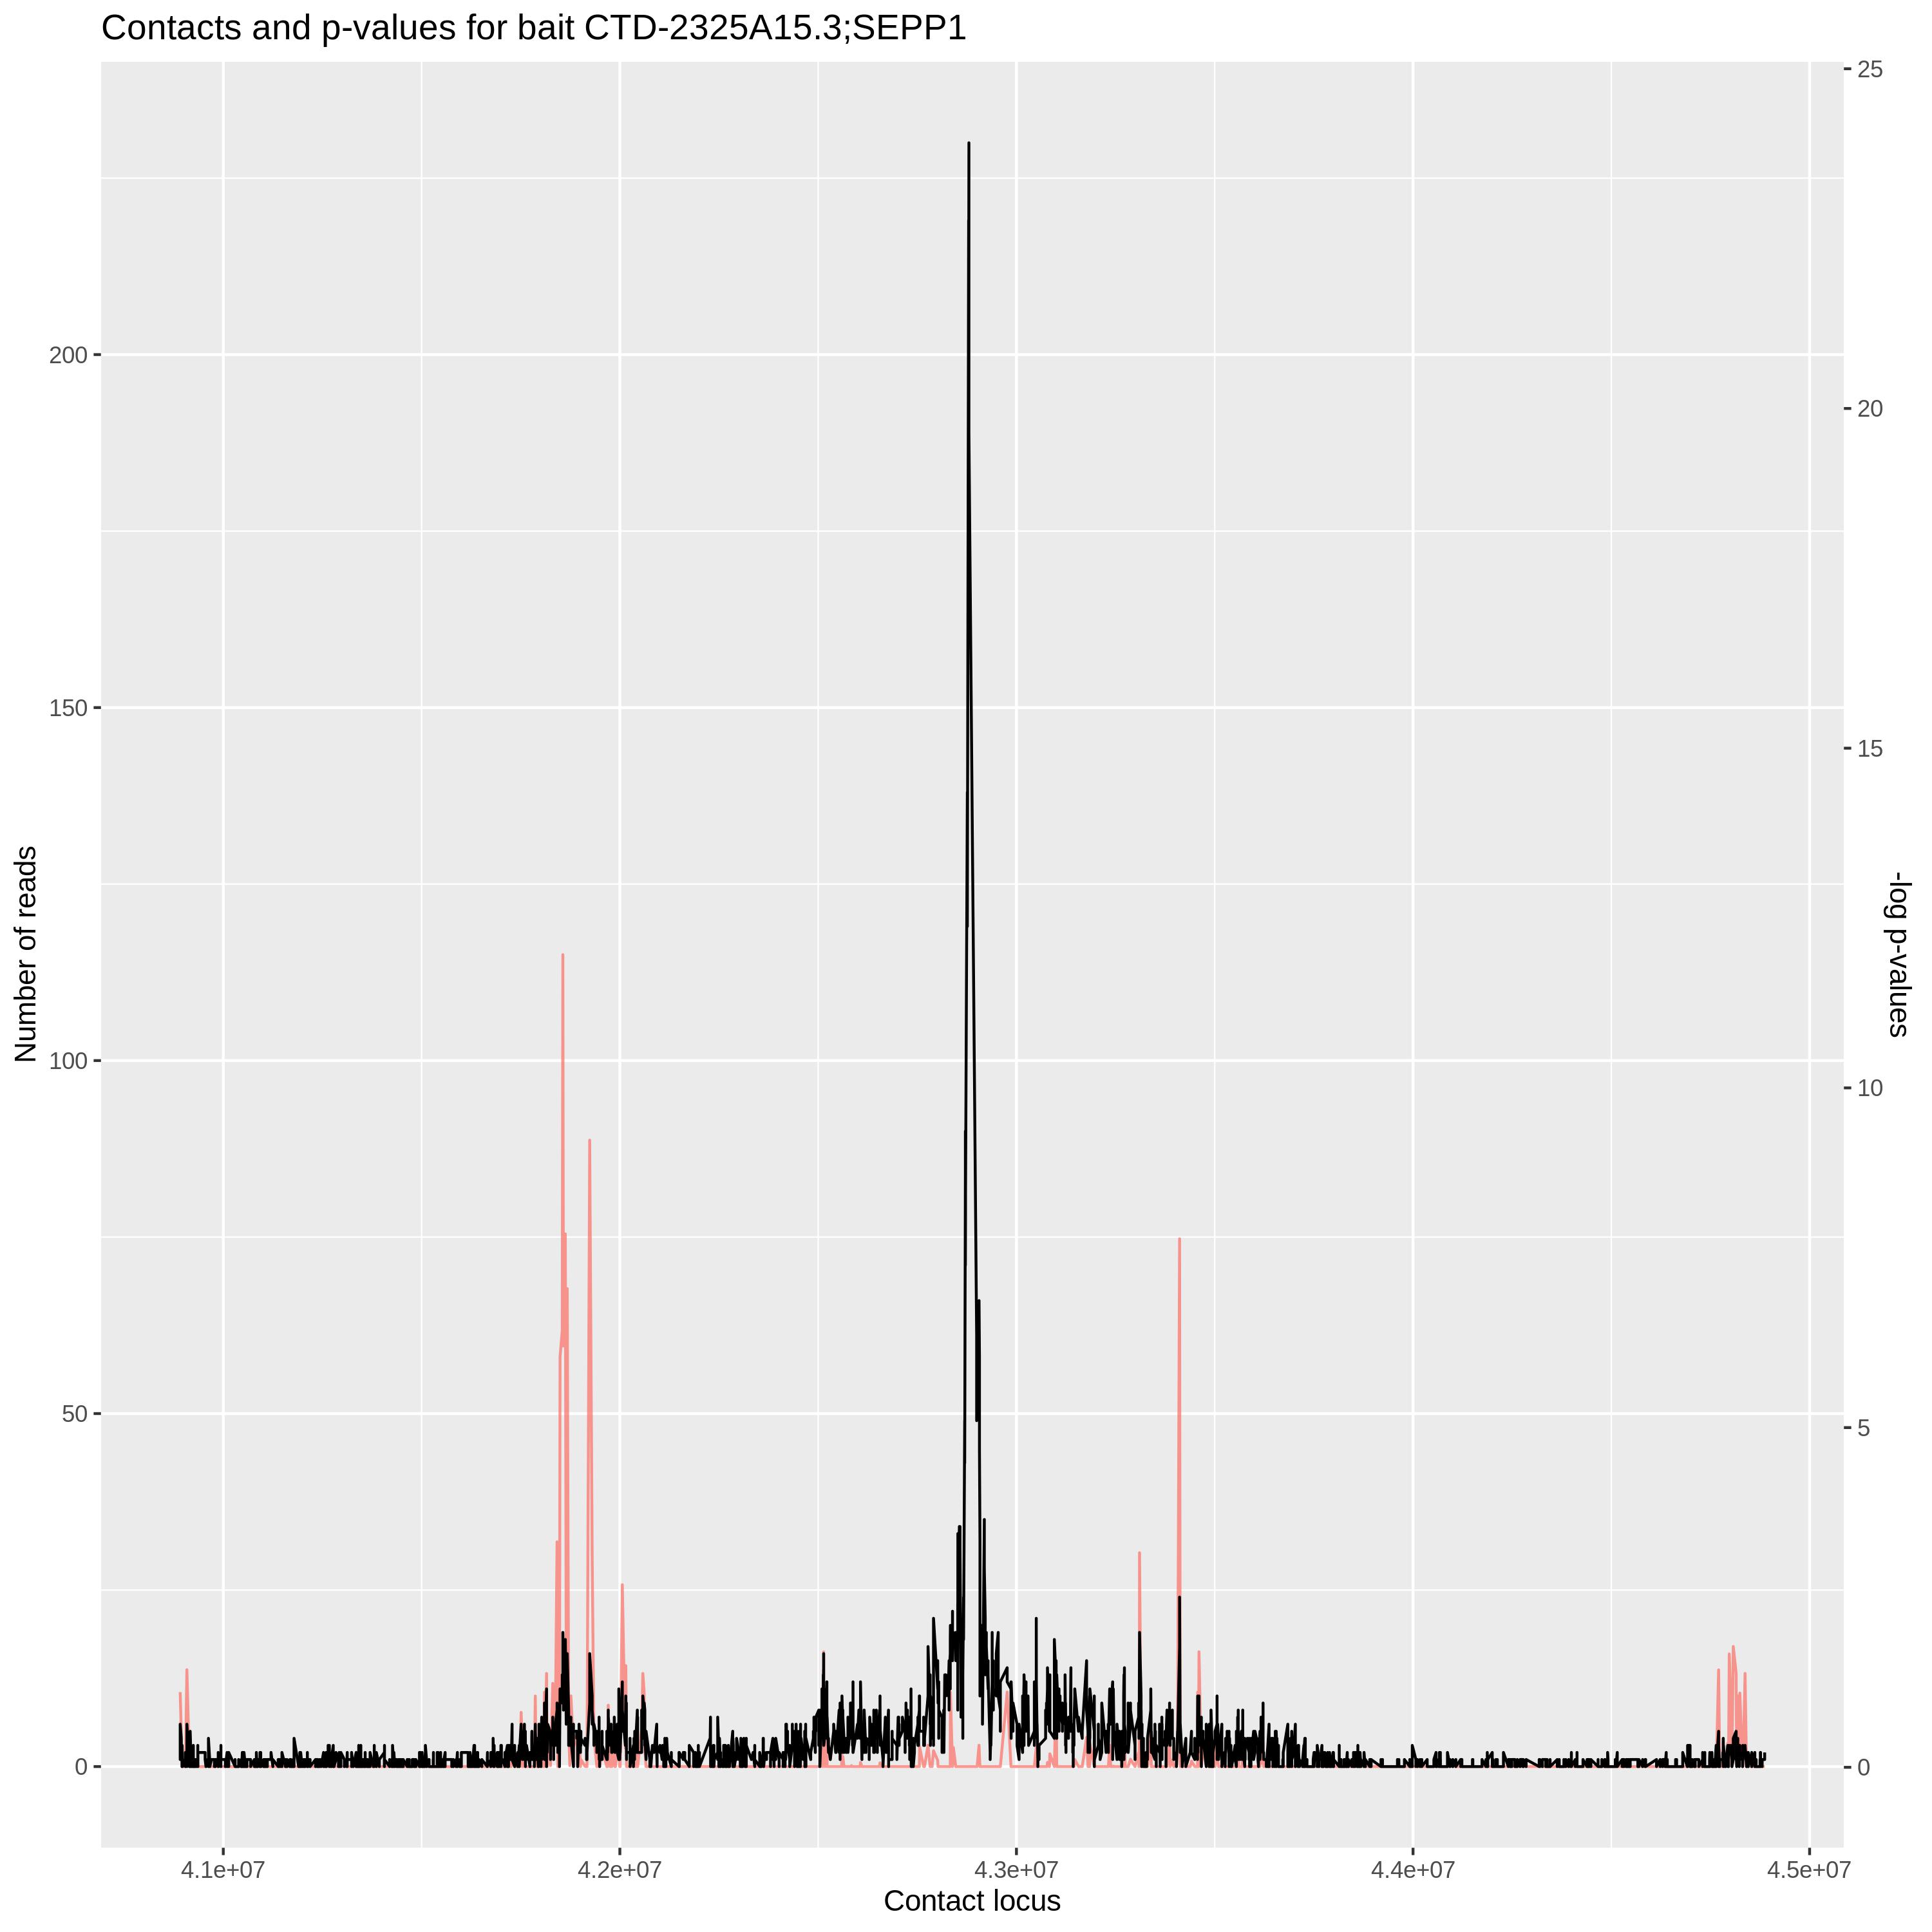 Contacts and p-values for bait CTD-2325A15.3;SEPP1
Number of reads
200
150
100
50
0
25
20
15
10
5
0
-log p-values
4.1e+07 4.2e+07 4.3e+07 4.4e+07 4.5e+07
Contact locus